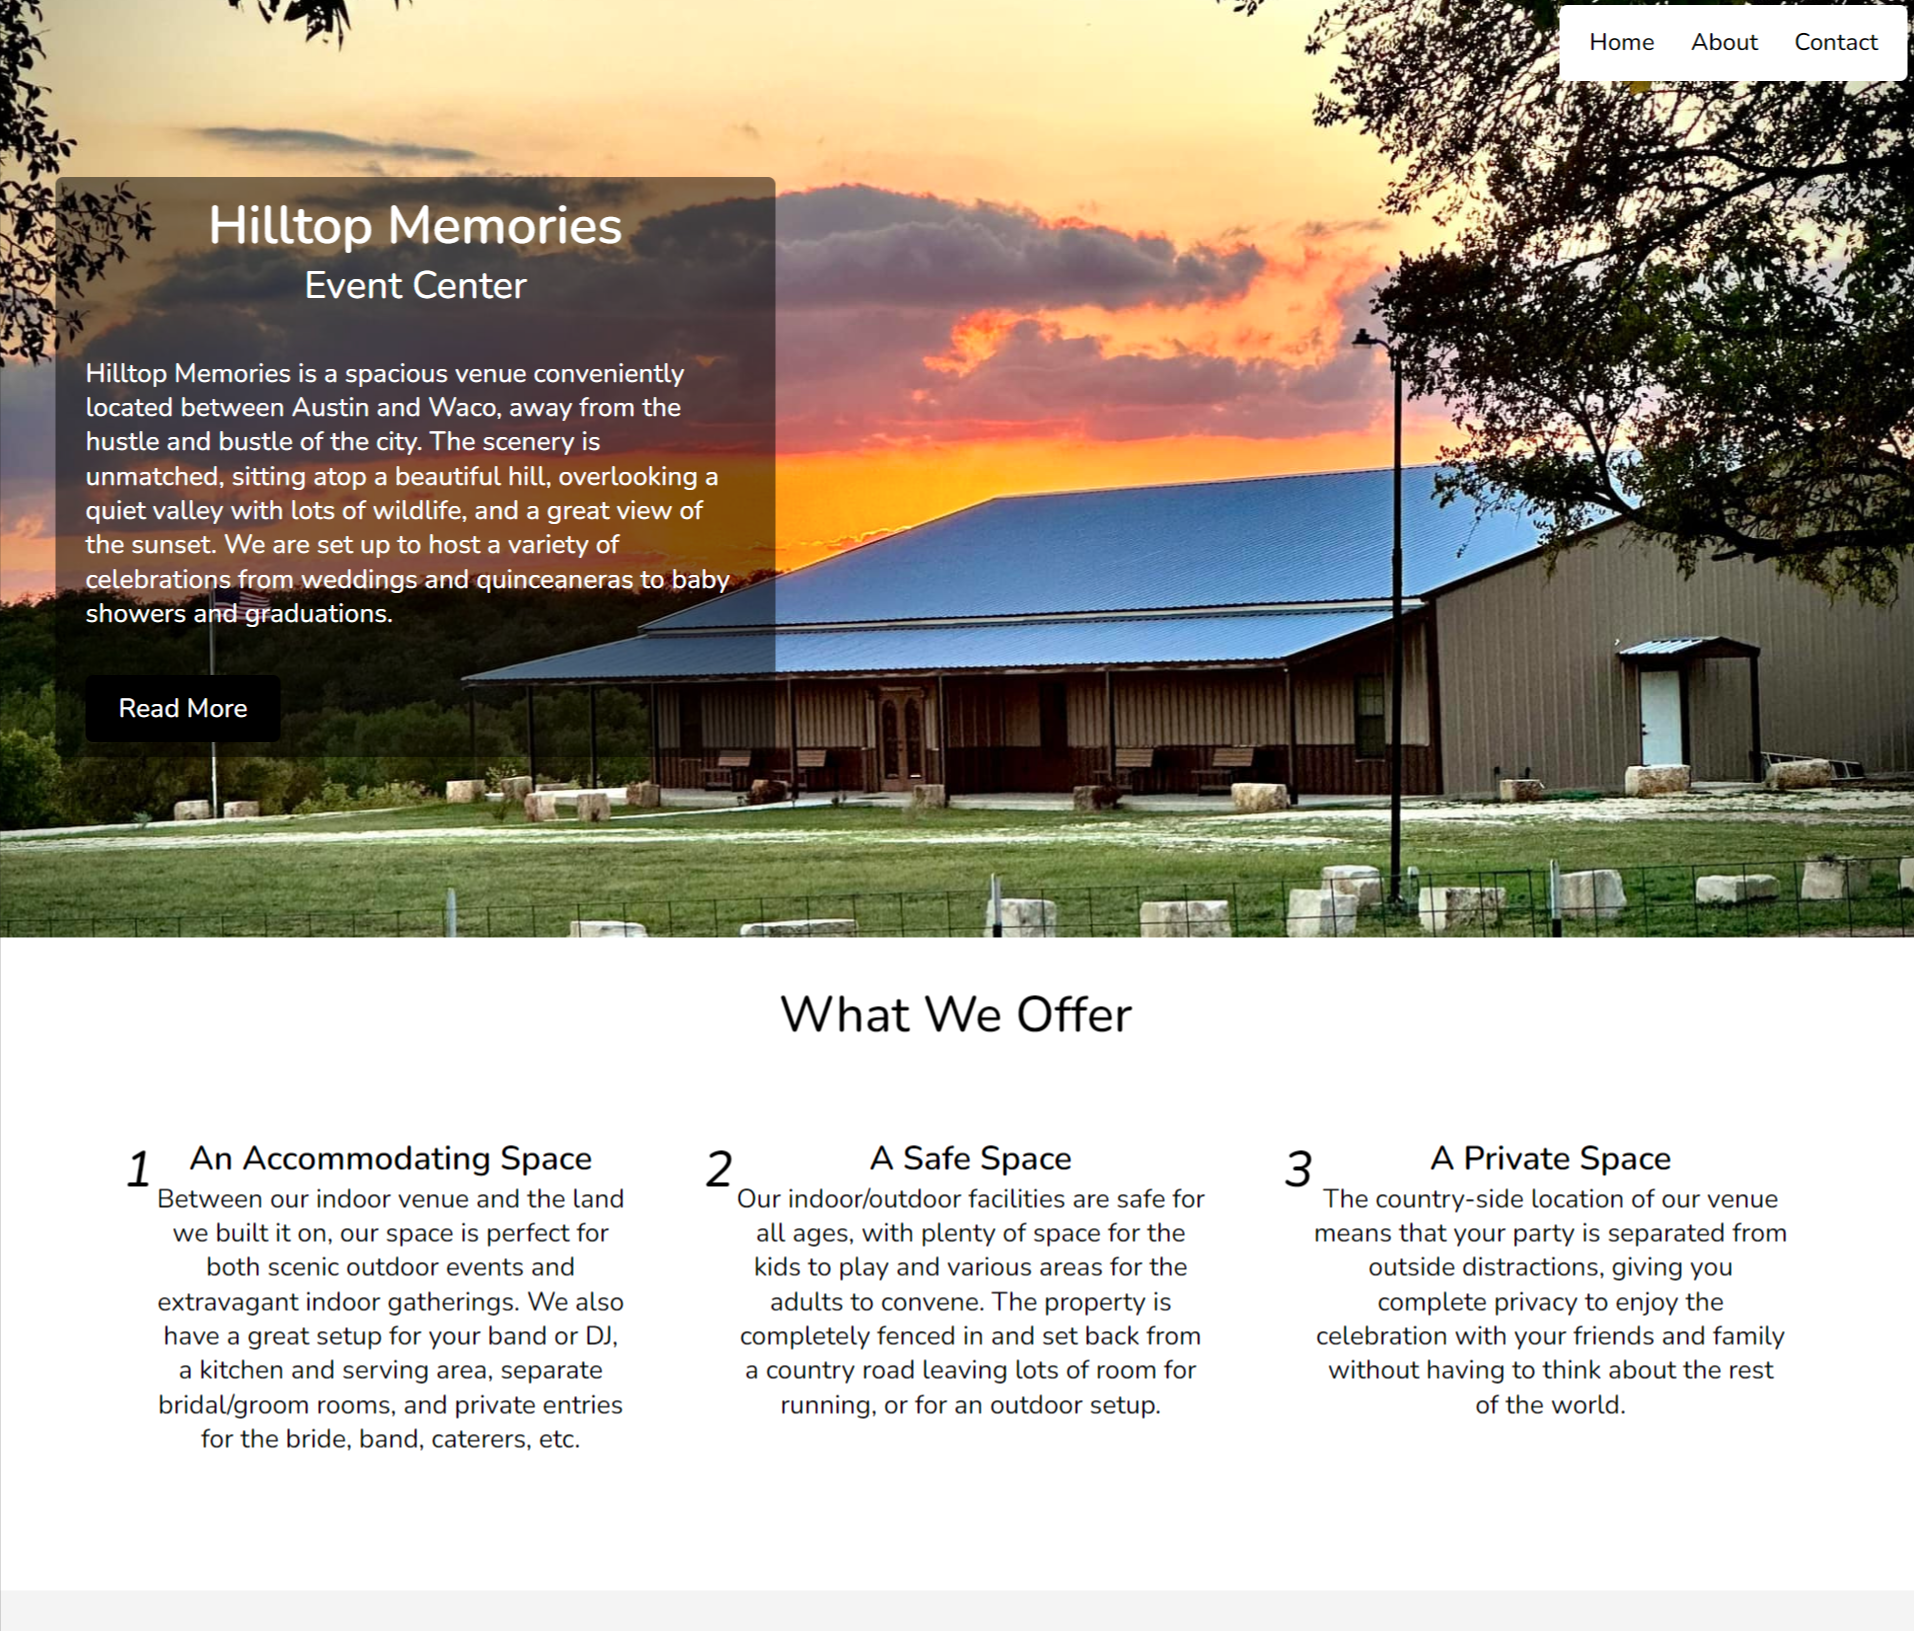 Home About Contact
Hilltop Memories
Event Center
Hilltop Memories is a spacious venue conveniently
located between Austin and Waco, away from the
hustle and bustle of the city. The scenery is
unmatched, sitting atop a beautiful hill, overlooking a
quiet valley with lots of wildlife, and a great view of
the sunset. We are set up to host a variety of
celebrations from weddings and quinceaneras to baby
showers and graduations.
Read More
What We Offer
1
An Accommodating Space
Between our indoor venue and the land
we built it on, our space is perfect for
both scenic outdoor events and
extravagant indoor gatherings. We also
have a great setup for your band or DJ,
a kitchen and serving area, separate
bridal/groom rooms, and private entries
for the bride, band, caterers, etc.
2
A Safe Space
Our indoor/outdoor facilities are safe for
all ages, with plenty of space for the
kids to play and various areas for the
adults to convene. The property is
completely fenced in and set back from
a country road leaving lots of room for
running, or for an outdoor setup.
3
A Private Space
The country-side location of our venue
means that your party is separated from
outside distractions, giving you
complete privacy to enjoy the
celebration with your friends and family
without having to think about the rest
of the world.